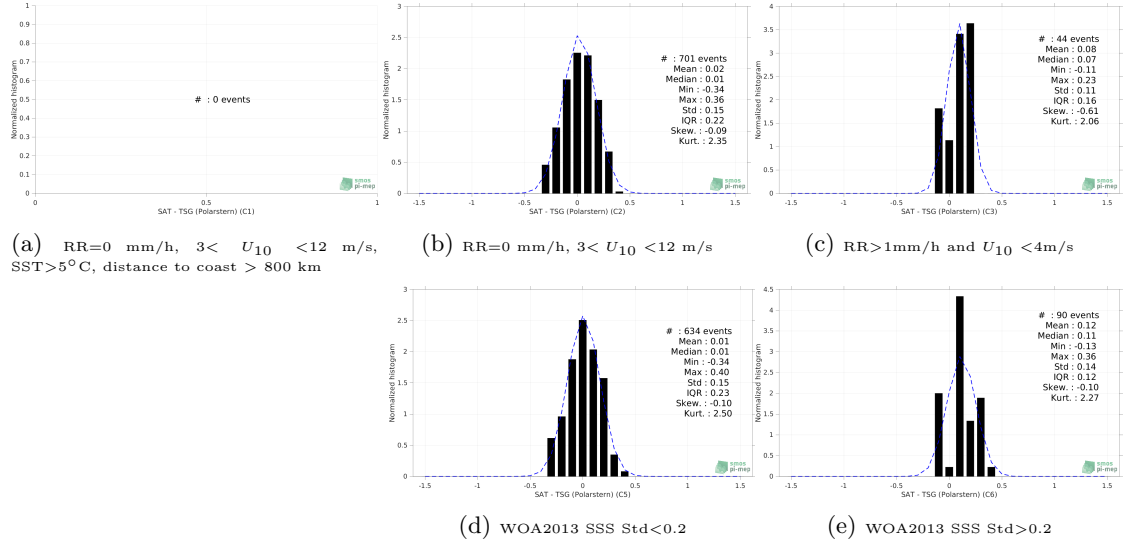 1
0.9
0.8
0.7
0.6
0.5
0.4
0.3
0.2
0.1
0
Normalized histogram
# : 0 events
smos
pi-mep
0 0.5 1
SAT - TSG (Polarstern) (C1)
(a) RR=0 mm/h, 3< U10 <12 m/s,
SST>5°C, distance to coast > 800 km
3
2.5
2
1.5
1
0.5
0
Normalized histogram
# : 701 events
Mean : 0.02
Median : 0.01
Min : -0.34
Max : 0.36
Std : 0.15
IQR : 0.22
Skew. : -0.09
Kurt. : 2.35
smos
pi-mep
-1.5 -1 -0.5 0 0.5 1 1.5
SAT - TSG (Polarstern) (C2)
(b) RR=0 mm/h, 3< U10 <12 m/s
4
3.5
3
2.5
2
1.5
1
0.5
0
Normalized histogram
# : 44 events
Mean : 0.08
Median : 0.07
Min : -0.11
Max : 0.23
Std : 0.11
IQR : 0.16
Skew. : -0.61
Kurt. : 2.06
smos
pi-mep
-1.5 -1 -0.5 0 0.5 1 1.5
SAT - TSG (Polarstern) (C3)
(c) RR>1mm/h and U10 <4m/s
3
2.5
2
1.5
1
0.5
0
Normalized histogram
# : 634 events
Mean : 0.01
Median : 0.01
Min : -0.34
Max : 0.40
Std : 0.15
IQR : 0.23
Skew. : -0.10
Kurt. : 2.50
smos
pi-mep
-1.5 -1 -0.5 0 0.5 1 1.5
SAT - TSG (Polarstern) (C5)
(d) WOA2013 SSS Std<0.2
4.5
4
3.5
3
2.5
2
1.5
1
0.5
0
Normalized histogram
# : 90 events
Mean : 0.12
Median : 0.11
Min : -0.13
Max : 0.36
Std : 0.14
IQR : 0.12
Skew. : -0.10
Kurt. : 2.27
smos
pi-mep
-1.5 -1 -0.5 0 0.5 1 1.5
SAT - TSG (Polarstern) (C6)
(e) WOA2013 SSS Std>0.2